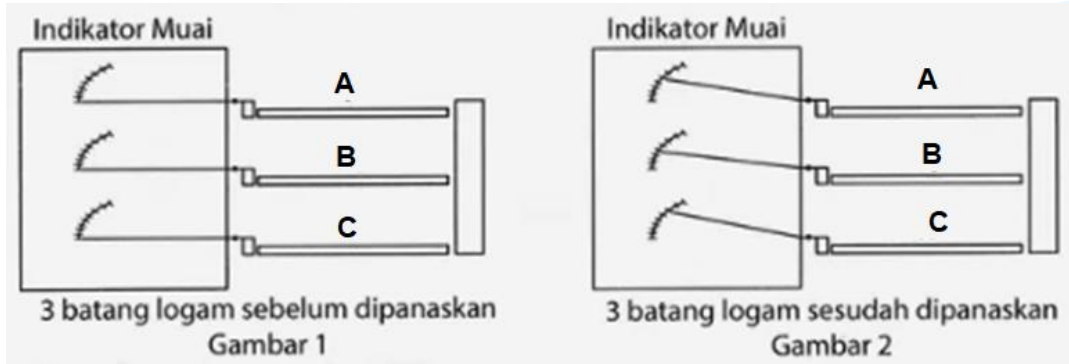 Indikator Muai
A
B
C
3 batang logam sebelum dipanaskan
Gambar 1
Indikator Muai
A
B
C
3 batang logam sesudah dipanaskan
Gambar 2